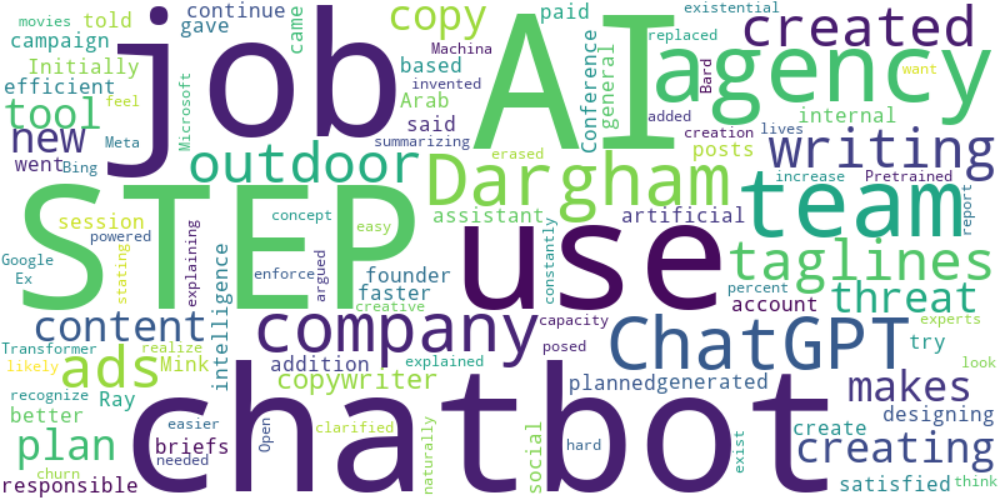 movies told continue gave came copy paid existential created
campaign job AI replaced agency
Initially Machina Conference general Bard want
efficient Microsoft based invented
tool feel Arab added internal
new Meta said creation lives writing
went Bing summarizing posts
outdoor erased Dargham increase Pretrained
STEP use team report
session concept assistant artificial
powered easy constantly taglines
Google stating explaining enforce argued founder percent threat
Ex intelligence creative faster account
content company capacity ChatGPT experts
Transformer realize posed try
likely ads Mink addition explained look
recognize Ray chatbot copywriter planned generated makes
better easier Open clarified naturally social hard exist create designing
plan briefs creating
churn needed
responsible satisfied think